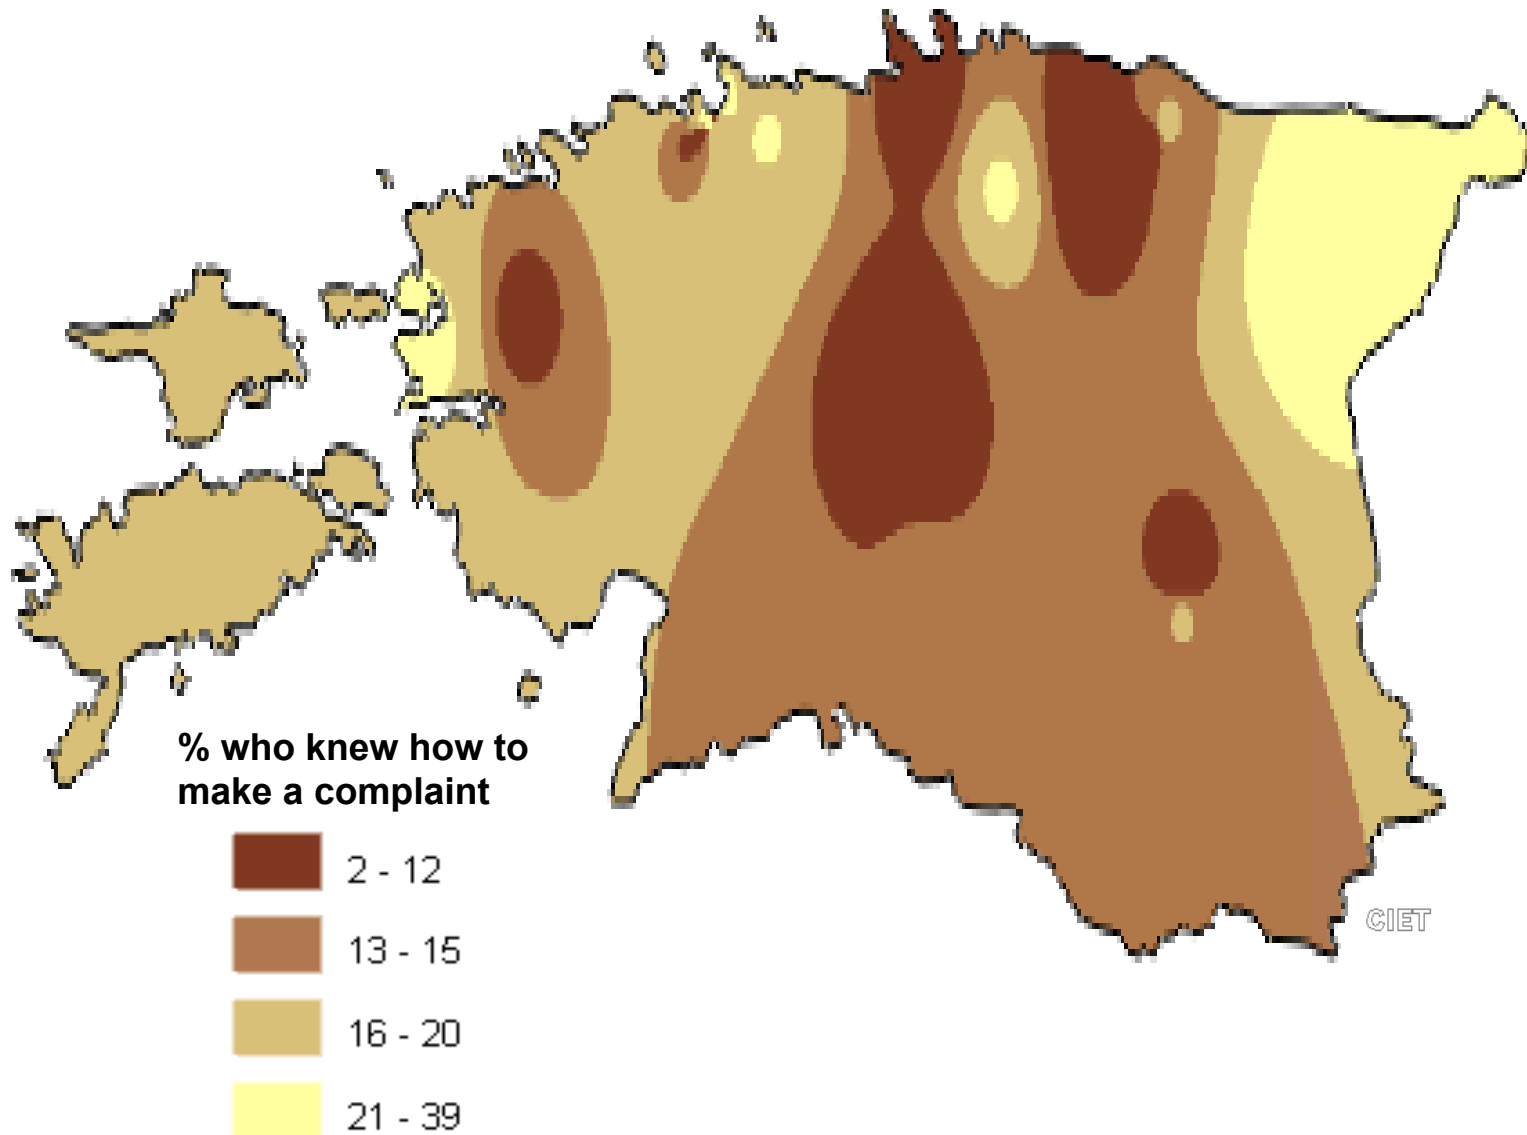 % who knew how to
make a complaint
2 - 12
13 - 15
16 - 20
21 - 39
CIET